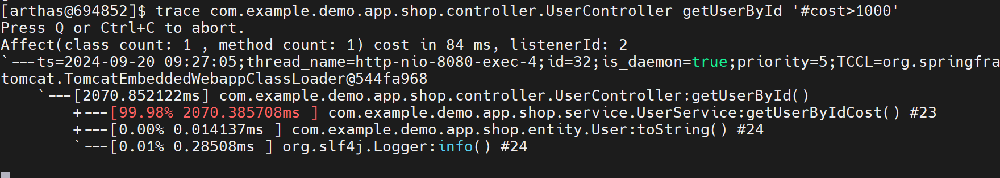 [arthas@694852]$ trace com.example.demo.app.shop.controller.UserController getUserById '#cost>1000'
Press Q or Ctrl+C to abort.
Affect(class count: 1 , method count: 1) cost in 84 ms, listenerId: 2
`---ts=2024-09-20 09:27:05;thread_name=http-nio-8080-exec-4;id=32;is_daemon=true;priority=5;TCCL=org.springfra
tomcat.TomcatEmbeddedWebappClassLoader@544fa968
    `---[2070.852122ms] com.example.demo.app.shop.controller.UserController:getUserById()
        +---[99.98% 2070.385708ms ] com.example.demo.app.shop.service.UserService:getUserByIdCost() #23
        +---[0.00% 0.014137ms ] com.example.demo.app.shop.entity.User:toString() #24
        `---[0.01% 0.28508ms ] org.slf4j.Logger:info() #24